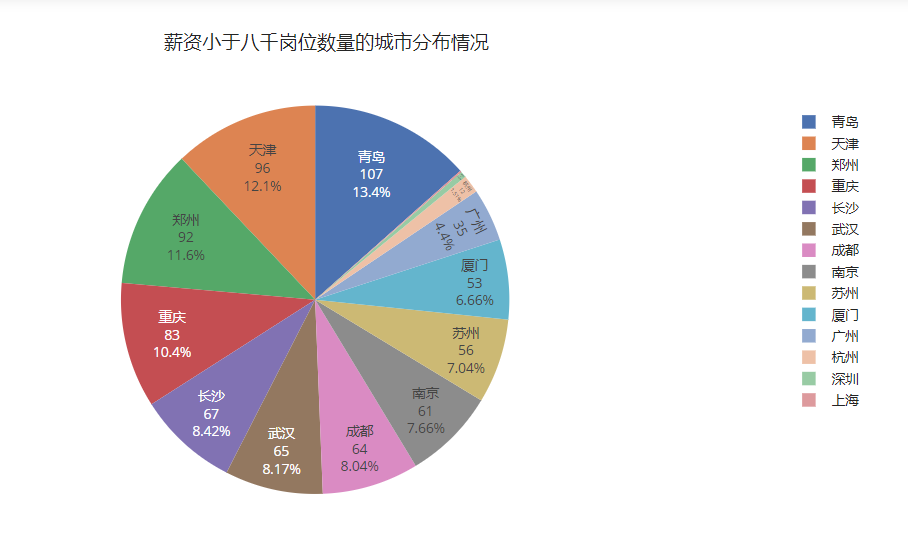 薪资小于八千岗位数量的城市分布情况
青岛
107
13.4%
天津
96
12.1%
郑州
92
11.6%
重庆
83
10.4%
长沙
67
8.42%
武汉
65
8.17%
成都
64
8.04%
南京
61
7.66%
苏州
56
7.04%
厦门
53
6.66%
广州
35
4.4%
杭州
12
1.51%
青岛
天津
郑州
重庆
长沙
武汉
成都
南京
苏州
厦门
广州
杭州
深圳
上海